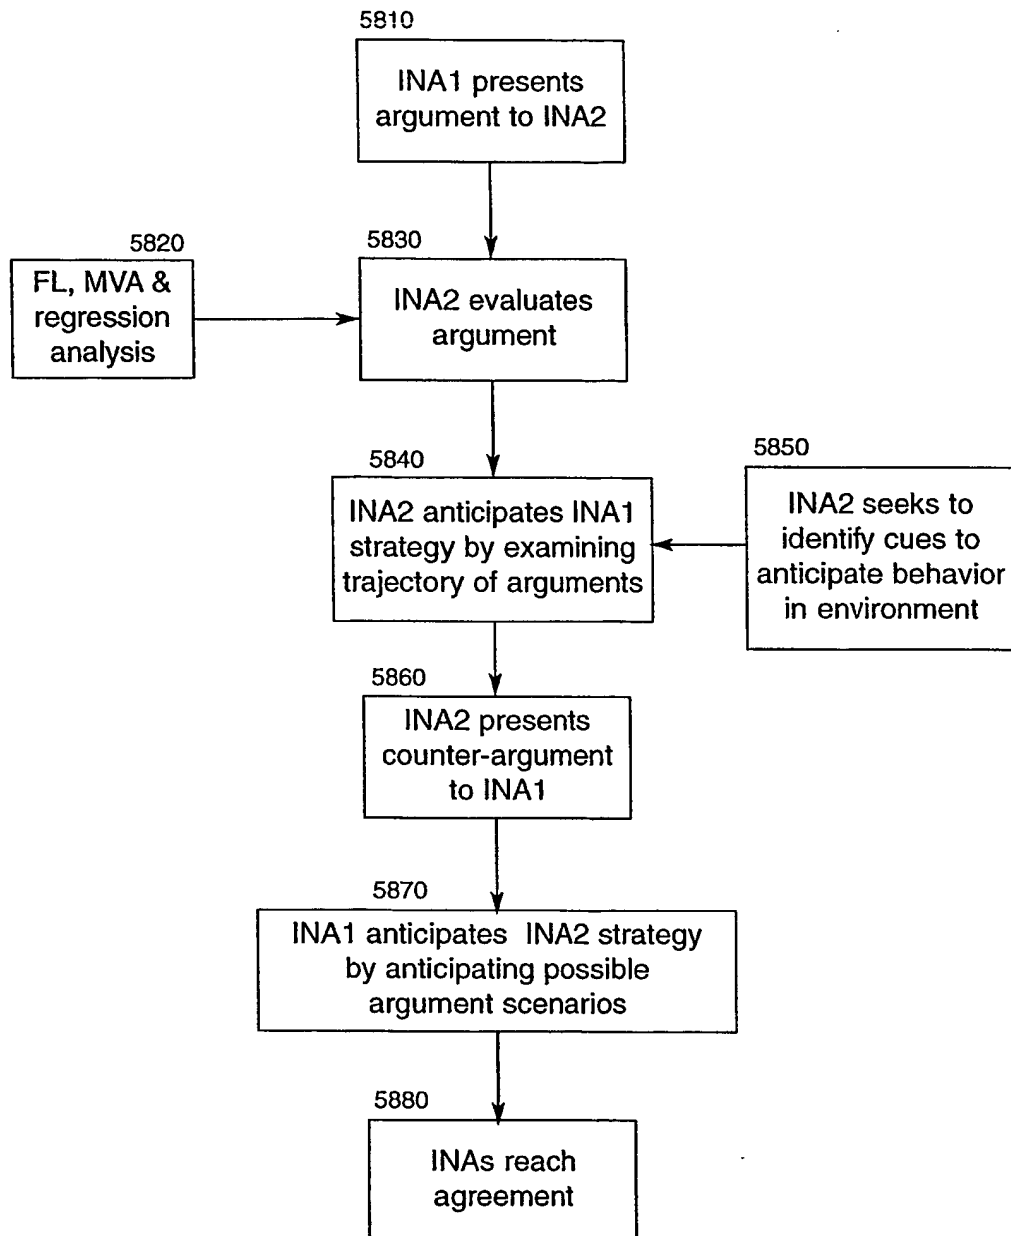 5810
INA1 presents
argument to INA2
5820
FL, MVA &
regression
analysis
5830
INA2 evaluates
argument
5840
INA2 anticipates INA1
strategy by examining
trajectory of arguments
5850
INA2 seeks to
identify cues to
anticipate behavior
in environment
5860
INA2 presents
counter-argument
to INA1
5870
INA1 anticipates INA2 strategy
by anticipating possible
argument scenarios
5880
INAs reach
agreement